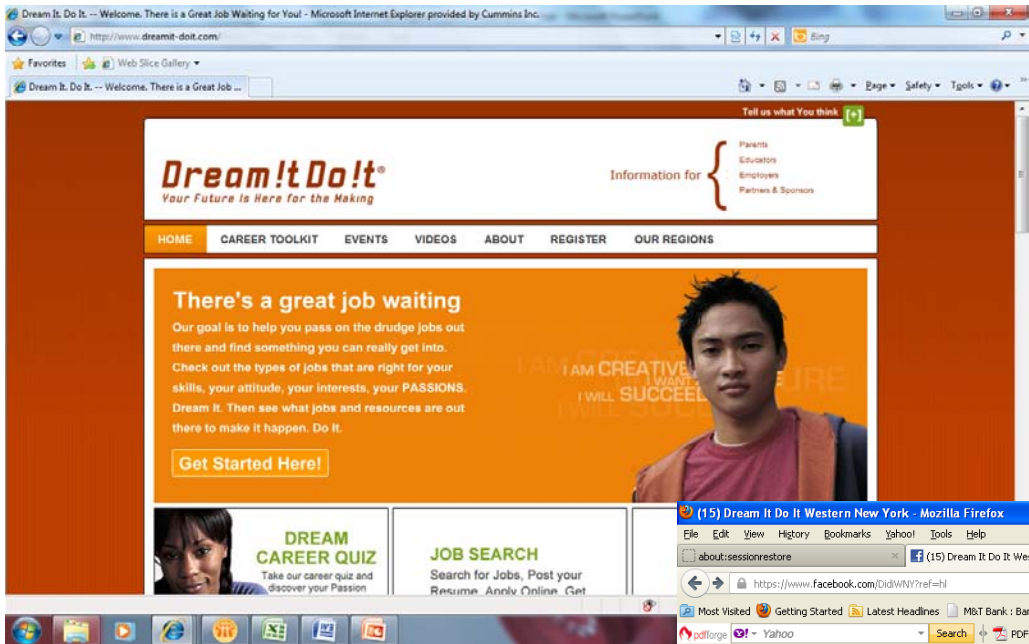 Dream It. Do It. -- Welcome. There is a Great Job Waiting for You! - Microsoft Internet Explorer provided by Cummins Inc.
http://www.dreamit-doit.com/
Bing
Favorites Web Slice Gallery
Dream It. Do It. -- Welcome. There is a Great Job ...
Page Safety Tools
Tell us what You think [+]
Dream!t Do!t®
Your Future Is Here for the Making
Information for {
Parents
Educators
Employers
Partners & Sponsors
HOME CAREER TOOLKIT EVENTS VIDEOS ABOUT REGISTER OUR REGIONS
There's a great job waiting
Our goal is to help you pass on the drudge jobs out
there and find something you can really get into.
Check out the types of jobs that are right for your
skills, your attitude, your interests, your PASSIONS.
Dream It. Then see what jobs and resources are out
there to make it happen. Do It.
Get Started Here!
I AM CREATIVE
I WANT
I WILL SUCCEED
DREAM
CAREER QUIZ
Take our career quiz and
discover your Passion
JOB SEARCH
Search for Jobs, Post your
Resume, Apply Online, Get
(15) Dream It Do It Western New York - Mozilla Firefox
File Edit View History Bookmarks Yahoo! Tools Help
about:sessionrestore × (15) Dream It Do It Wes
https://www.facebook.com/DidiWNY?ref=hl
Most Visited Getting Started Latest Headlines M&T Bank : Ban
pdfforge Y! - Yahoo Search PDF